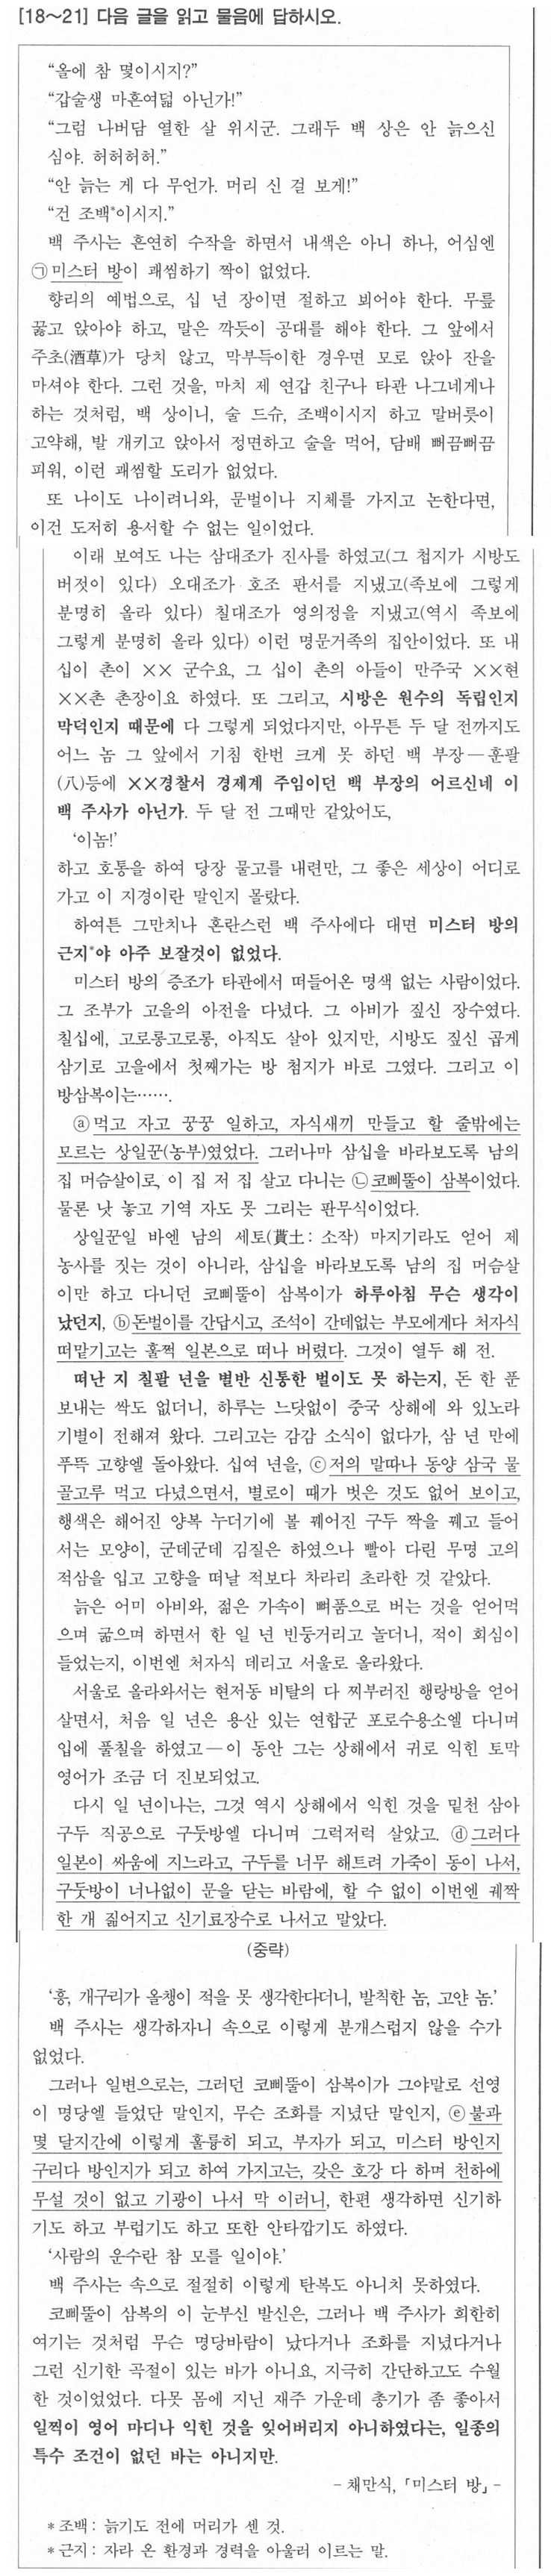 [18~21] 다음 글을 읽고 물음에 답하시오.
“올에 참 몇이시지?”
“갑술생 마흔여덟 아닌가!”
“그럼 나버담 열한 살 위시군. 그래두 백 상은 안 늙으신
심야. 허허허허.”
“안 늙는 게 다 무언가. 머리 신 걸 보게!”
“건 조백*이시지.”
백 주사는 흔연히 수작을 하면서 내색은 아니 하나, 어심엔
㉠미스터 방이 괘씸하기 짝이 없었다.
향리의 예법으로, 십 년 장이면 절하고 뵈어야 한다. 무릎
꿇고 앉아야 하고, 말은 깍듯이 공대를 해야 한다. 그 앞에서
주초(酒草)가 당치 않고, 막부득이한 경우면 모로 앉아 잔을
마셔야 한다. 그런 것을, 마치 제 연갑 친구나 타관 나그네게나
하는 것처럼, 백 상이니, 술 드슈, 조백이시지 하고 말버릇이
고약해, 발 개키고 앉아서 정면하고 술을 먹어, 담배 뻐끔뻐끔
피워, 이런 괘씸할 도리가 없었다.
또 나이도 나이려니와, 문벌이나 지체를 가지고 논한다면,
이건 도저히 용서할 수 없는 일이었다.
이래 보여도 나는 삼대조가 진사를 하였고(그 첩지가 시방도
버젓이 있다) 오대조가 호조 판서를 지냈고(족보에 그렇게
분명히 올라 있다) 칠대조가 영의정을 지냈고(역시 족보에
그렇게 분명히 올라 있다) 이런 명문거족의 집안이었다. 또 내
십이 촌이 ×× 군수요, 그 십이 촌의 아들이 만주국 ××현
××촌 촌장이요 하였다. 또 그리고, 시방은 원수의 독립인지
막덕인지 때문에 다 그렇게 되었다지만, 아무튼 두 달 전까지도
어느 놈 그 앞에서 기침 한번 크게 못 하던 백 부장―훈팔
(八)등에 ××경찰서 경제계 주임이던 백 부장의 어르신네 이
백 주사가 아닌가. 두 달 전 그때만 같았어도,
‘이놈!’
하고 호통을 하여 당장 물고를 내련만, 그 좋은 세상이 어디로
가고 이 지경이란 말인지 몰랐다.
하여튼 그만치나 혼란스런 백 주사에다 대면 미스터 방의
근지*야 아주 보잘것이 없었다.
미스터 방의 증조가 타관에서 떠들어온 명색 없는 사람이었다.
그 조부가 고을의 아전을 다녔다. 그 아비가 짚신 장수였다.
칠십에, 고로롱고로롱, 아직도 살아 있지만, 시방도 짚신 곱게
삼기로 고을에서 첫째가는 방 첨지가 바로 그였다. 그리고 이
방삼복이는…….
ⓐ먹고 자고 꿍꿍 일하고, 자식새끼 만들고 할 줄밖에는
모르는 상일꾼(농부)였었다. 그러나마 삼십을 바라보도록 남의
집 머슴살이로, 이 집 저 집 살고 다니는 ㉡코삐뚤이 삼복이었다.
물론 낫 놓고 기역 자도 못 그리는 판무식이었다.
상일꾼일 바엔 남의 세토(貰土: 소작) 마지기라도 얻어 제
농사를 짓는 것이 아니라, 삼십을 바라보도록 남의 집 머슴살
이만 하고 다니던 코삐뚤이 삼복이가 하루아침 무슨 생각이
났던지, ⓑ돈벌이를 간답시고, 조석이 간데없는 부모에게다 처자식
떠맡기고는 훌쩍 일본으로 떠나 버렸다. 그것이 열두 해 전.
떠난 지 칠팔 년을 별반 신통한 벌이도 못 하는지, 돈 한 푼
보내는 싹도 없더니, 하루는 느닷없이 중국 상해에 와 있노라
기별이 전해져 왔다. 그리고는 감감 소식이 없다가, 삼 년 만에
푸뜩 고향엘 돌아왔다. 십여 년을, ⓒ저의 말따나 동양 삼국 물
골고루 먹고 다녔으면서, 별로이 때가 벗은 것도 없어 보이고,
행색은 해어진 양복 누더기에 볼 꿰어진 구두 짝을 꿰고 들어
서는 모양이, 군데군데 김질은 하였으나 빨아 다린 무명 고의
적삼을 입고 고향을 떠날 적보다 차라리 초라한 것 같았다.
늙은 어미 아비와, 젊은 가속이 뼈품으로 버는 것을 얻어먹
으며 굶으며 하면서 한 일 년 빈둥거리고 놀더니, 적이 회심이
들었는지, 이번엔 처자식 데리고 서울로 올라왔다.
서울로 올라와서는 현저동 비탈의 다 찌부러진 행랑방을 얻어
살면서, 처음 일 년은 용산 있는 연합군 포로수용소엘 다니며
입에 풀칠을 하였고―이 동안 그는 상해에서 귀로 익힌 토막
영어가 조금 더 진보되었고.
다시 일 년이나는, 그것 역시 상해에서 익힌 것을 밑천 삼아
구두 직공으로 구둣방엘 다니며 그럭저럭 살았고. ⓓ그러다
일본이 싸움에 지느라고, 구두를 너무 해트려 가죽이 동이 나서,
구둣방이 너나없이 문을 닫는 바람에, 할 수 없이 이번엔 궤짝
한 개 짊어지고 신기료장수로 나서고 말았다.
(중략)
‘흥, 개구리가 올챙이 적을 못 생각한다더니, 발칙한 놈, 고얀 놈.’
백 주사는 생각하자니 속으로 이렇게 분개스럽지 않을 수가
없었다.
그러나 일변으로는, 그러던 코삐뚤이 삼복이가 그야말로 선영
이 명당엘 들었단 말인지, 무슨 조화를 지녔단 말인지, ⓔ불과
몇 달지간에 이렇게 훌륭히 되고, 부자가 되고, 미스터 방인지
구리다 방인지가 되고 하여 가지고는, 갖은 호강 다 하며 천하에
무설 것이 없고 기광이 나서 막 이러니, 한편 생각하면 신기하
기도 하고 부럽기도 하고 또한 안타깝기도 하였다.
‘사람의 운수란 참 모를 일이야.’
백 주사는 속으로 절절히 이렇게 탄복도 아니치 못하였다.
코삐뚤이 삼복의 이 눈부신 발신은, 그러나 백 주사가 희한히
여기는 것처럼 무슨 명당바람이 났다거나 조화를 지녔다거나
그런 신기한 곡절이 있는 바가 아니요, 지극히 간단하고도 수월
한 것이었었다. 다못 몸에 지닌 재주 가운데 총기가 좀 좋아서
일찍이 영어 마디나 익힌 것을 잊어버리지 아니하였다는, 일종의
특수 조건이 없던 바는 아니지만.
- 채만식, 「미스터 방」 -
*조백: 늙기도 전에 머리가 센 것.
*근지: 자라 온 환경과 경력을 아울러 이르는 말.